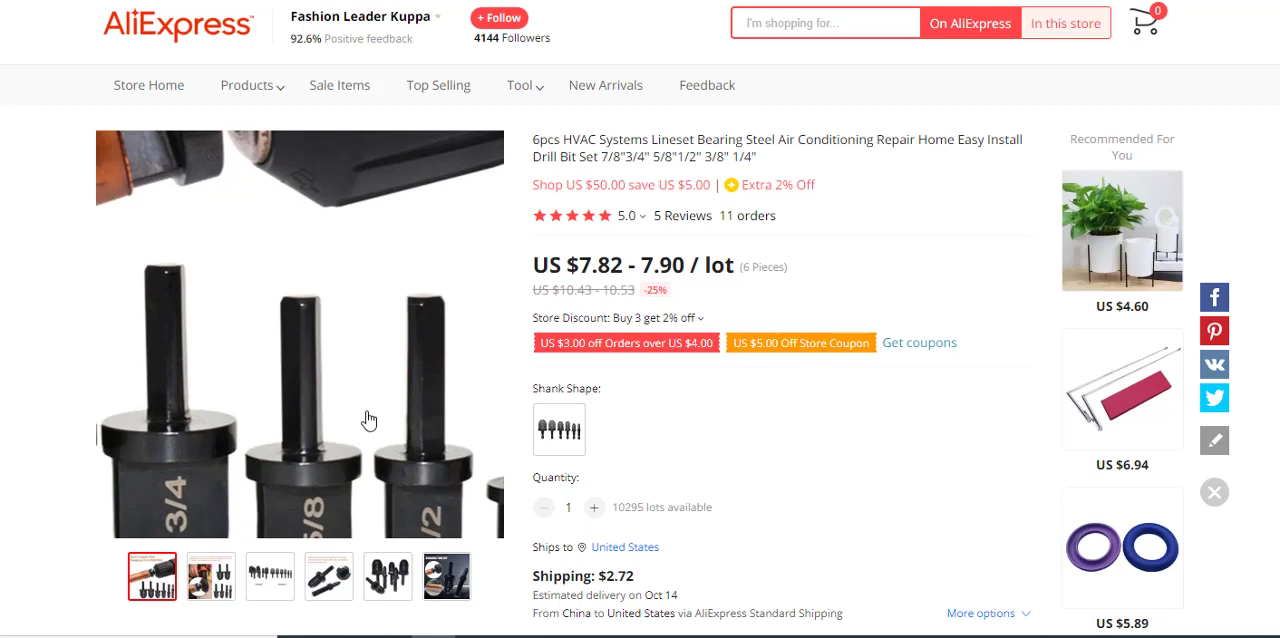 AliExpress
Fashion Leader Kuppa
92.6% Positive feedback
+ Follow
4144 Followers
I'm shopping for...
On AliExpress
In this store
0
Store Home
Products
Sale Items
Top Selling
Tool
New Arrivals
Feedback
3/4
5/8
1/2
6pcs HVAC Systems Lineset Bearing Steel Air Conditioning Repair Home Easy Install
Drill Bit Set 7/8"3/4" 5/8"1/2" 3/8" 1/4"
Shop US $50.00 save US $5.00 | Extra 2% Off
5.0 5 Reviews 11 orders
US $7.82 - 7.90 / lot (6 Pieces)
US $10.43 - 10.53 -25%
Store Discount: Buy 3 get 2% off
US $3.00 off Orders over US $4.00
US $5.00 Off Store Coupon
Get coupons
Shank Shape:
Quantity:
1 + 10295 lots available
Ships to United States
Shipping: $2.72
Estimated delivery on Oct 14
From China to United States via AliExpress Standard Shipping
More options
Recommended For
You
US $4.60
US $6.94
US $5.89